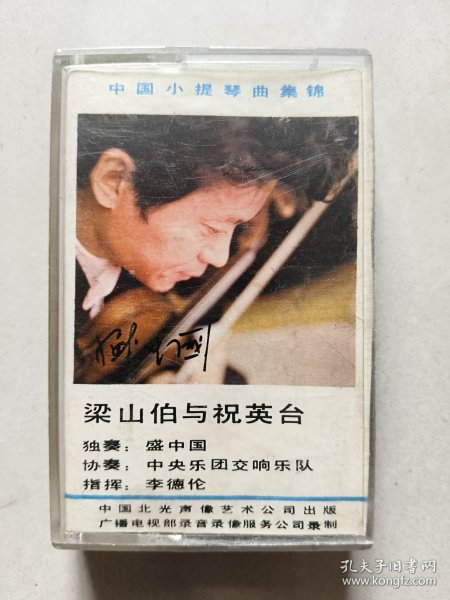 中国小提琴曲集锦
梁山伯与祝英台
独奏：盛中国
协奏：中央乐团交响乐队
指挥：李德伦
中国北光声像艺术公司出版
广播电视部录音录像服务公司录制
孔夫子旧书网
www.kongfz.com